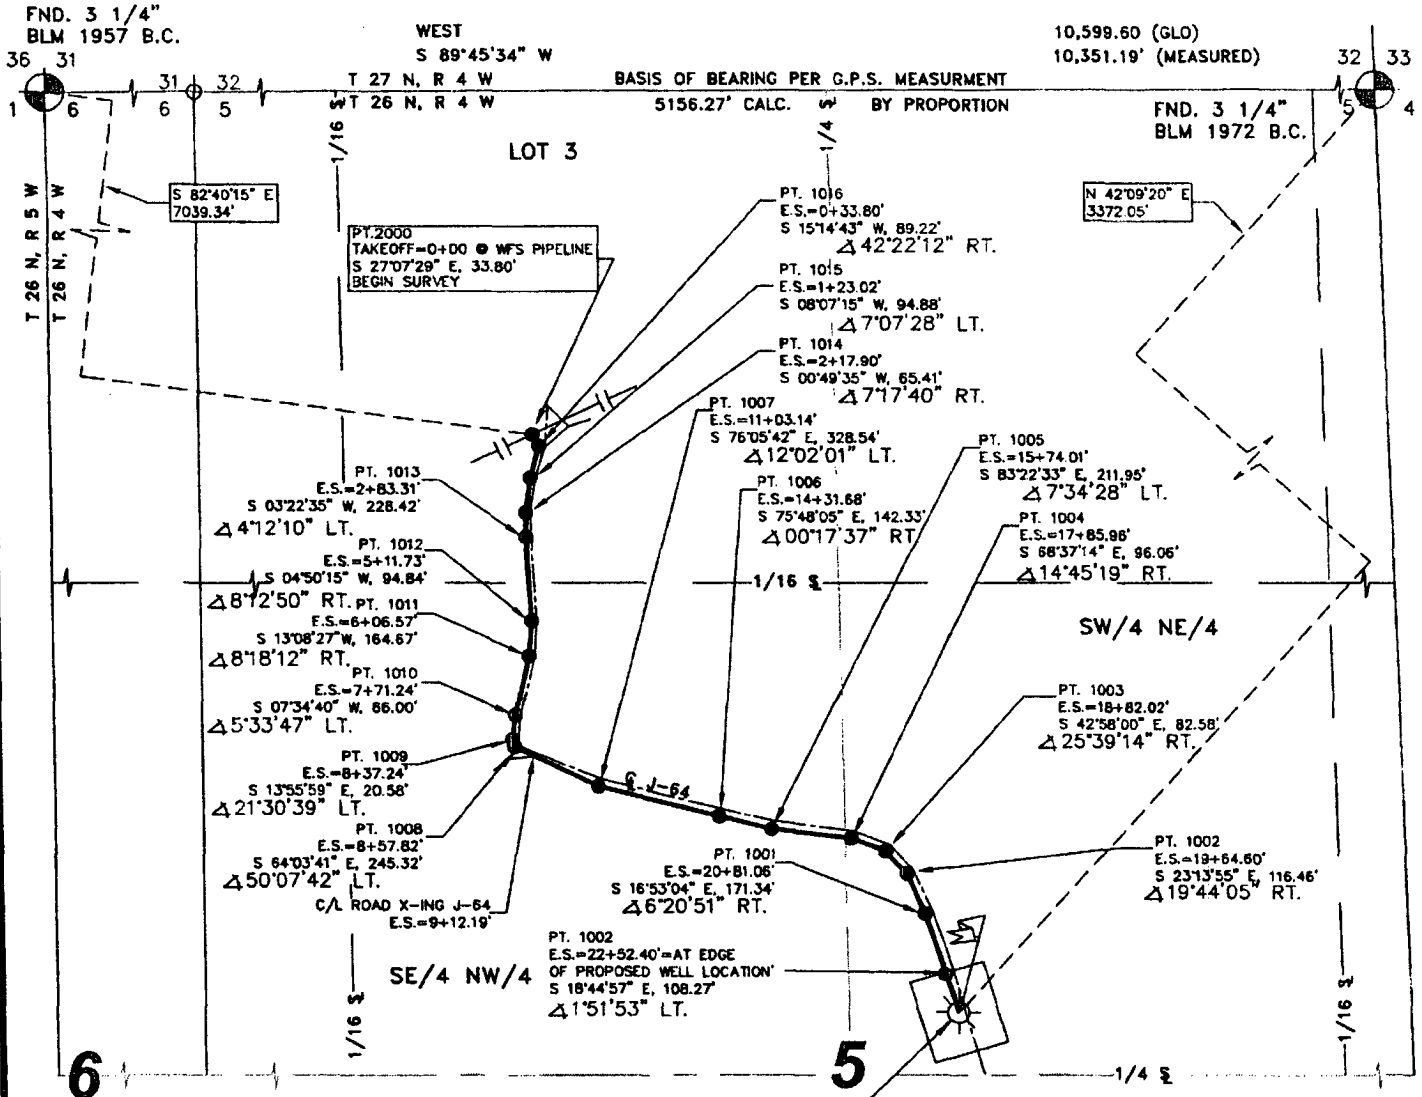 FND. 3 1/4"
BLM 1957 B.C.
WEST
S 89°45'34" W
10,599.60 (GLO)
10,351.19' (MEASURED)
36 31
1 6
31 32
6 5
T 27 N, R 4 W
T 26 N, R 4 W
BASIS OF BEARING PER G.P.S. MEASURMENT
5156.27' CALC.
BY PROPORTION
32 33
5 4
FND. 3 1/4"
BLM 1972 B.C.
1/16 ℄
1/4 ℄
LOT 3
T 26 N, R 5 W
T 26 N, R 4 W
S 82°40'15" E
7039.34'
N 42°09'20" E
3372.05'
PT.2000
TAKEOFF=0+00 @ WFS PIPELINE
S 27°07'29" E, 33.80'
BEGIN SURVEY
PT. 1016
E.S.=0+33.80'
S 15°14'43" W, 89.22'
∆ 42°22'12" RT.
PT. 1015
E.S.=1+23.02'
S 08°07'15" W, 94.88'
∆ 7°07'28" LT.
PT. 1014
E.S.=2+17.90'
S 00°49'35" W, 65.41'
∆ 7°17'40" RT.
PT. 1007
E.S.=11+03.14'
S 76°05'42" E, 328.54'
∆ 12°02'01" LT.
PT. 1006
E.S.=14+31.68'
S 75°48'05" E, 142.33'
∆ 00°17'37" RT.
PT. 1005
E.S.=15+74.01'
S 83°22'33" E, 211.95'
∆ 7°34'28" LT.
PT. 1004
E.S.=17+85.96'
S 68°37'14" E, 96.06'
∆ 14°45'19" RT.
PT. 1013
E.S.=2+83.31'
S 03°22'35" W, 228.42'
∆ 4°12'10" LT.
PT. 1012
E.S.=5+11.73'
S 04°50'15" W, 94.84'
∆ 8°12'50" RT.
PT. 1011
E.S.=6+06.57'
S 13°08'27" W, 164.67'
∆ 8°18'12" RT.
PT. 1010
E.S.=7+71.24'
S 07°34'40" W, 66.00'
∆ 5°33'47" LT.
PT. 1009
E.S.=8+37.24'
S 13°55'59" E, 20.58'
∆ 21°30'39" LT.
PT. 1008
E.S.=8+57.82'
S 64°03'41" E, 245.32'
∆ 50°07'42" LT.
C/L ROAD X-ING J-64
E.S.=9+12.19'
1/16 ℄
SW/4 NE/4
PT. 1003
E.S.=18+82.02'
S 42°58'00" E, 82.58'
∆ 25°39'14" RT.
℄ J-64
PT. 1002
E.S.=19+64.60'
S 23°13'55" E, 116.46'
∆ 19°44'05" RT.
PT. 1001
E.S.=20+81.06'
S 16°53'04" E, 171.34'
∆ 6°20'51" RT.
PT. 1002
E.S.=22+52.40'=AT EDGE
OF PROPOSED WELL LOCATION'
S 18°44'57" E, 108.27'
∆ 1°51'53" LT.
SE/4 NW/4
1/16 ℄
1/16 ℄
6
5
1/4 ℄